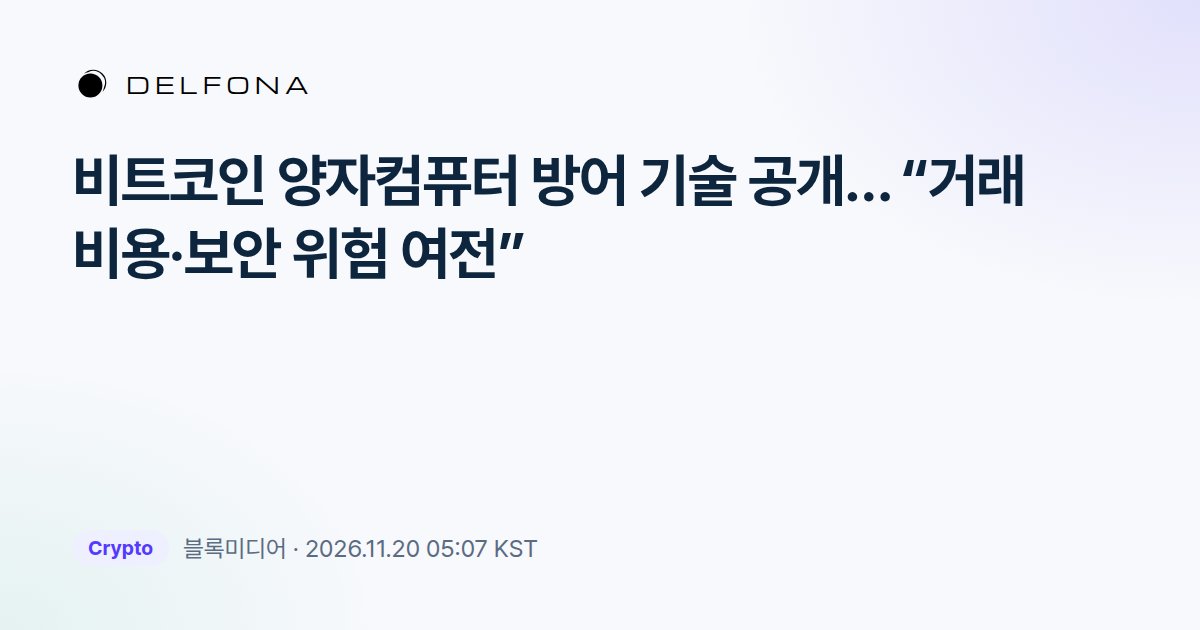 DELFONA
비트코인 양자컴퓨터 방어 기술 공개… “거래
비용·보안 위험 여전”
Crypto 블록미디어 · 2026.11.20 05:07 KST